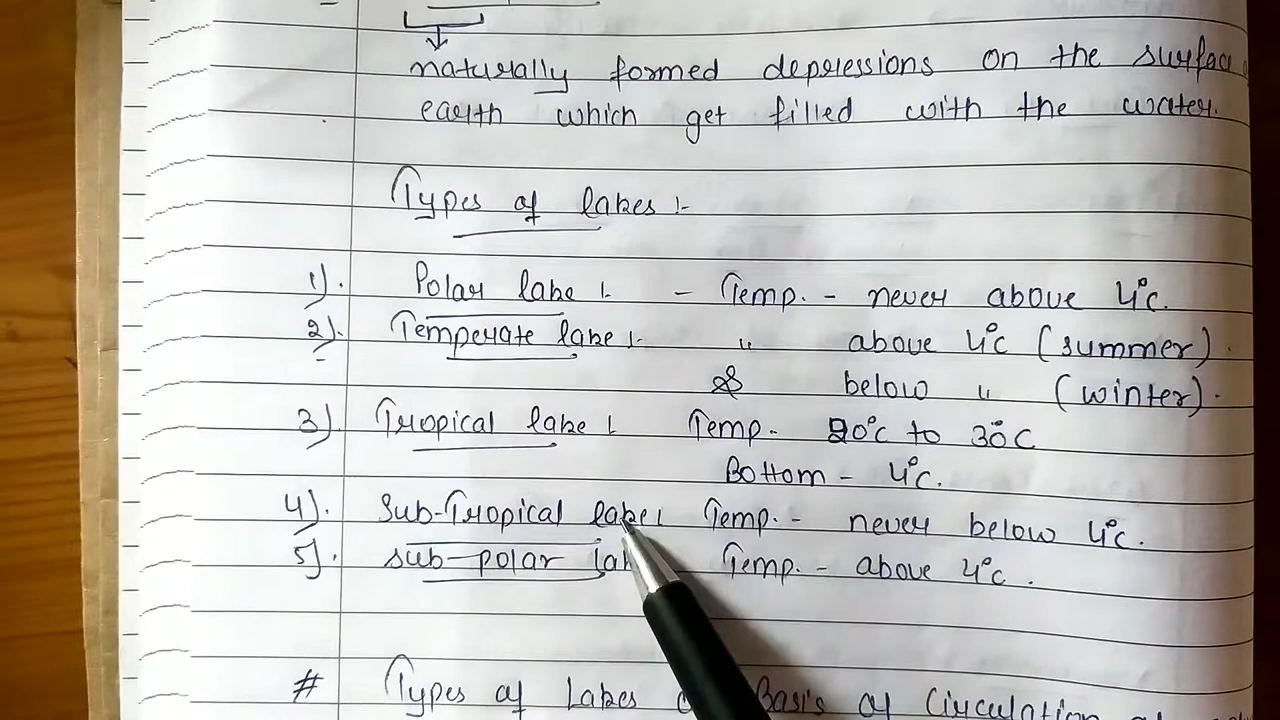 naturally formed depressions on the surface
earth which get filled with the water.
Types of lakes :-
1). Polar lake :- - Temp. - never above 4°c.
2). Temperate lake :- " above 4°c (summer).
& below " (winter).
3). Tropical lake :- Temp. 20°c to 30°C
Bottom - 4°c.
4). Sub-Tropical lake :- Temp. - never below 4°c.
5). sub-polar Temp. - above 4°c.
# Types of Lakes Basis of Circulation